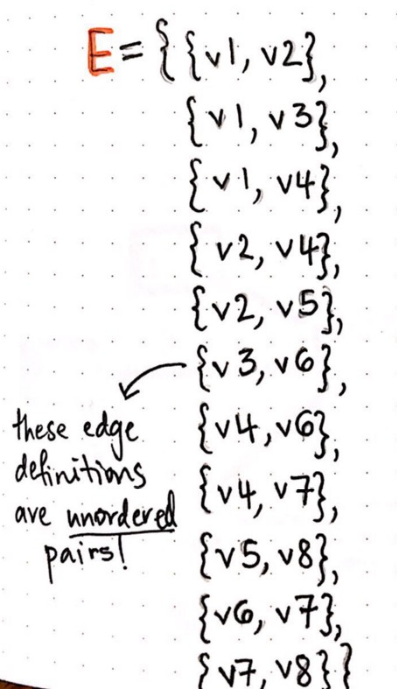 E={{v1, v2},
{v1, v3},
{v1, v4},
{v2, v4},
{v2, v5},
{v3, v6},
{v4, v6},
{v4, v7},
{v5, v8},
{v6, v7},
{v7, v8}}
these edge
definitions
are unordered
pairs!